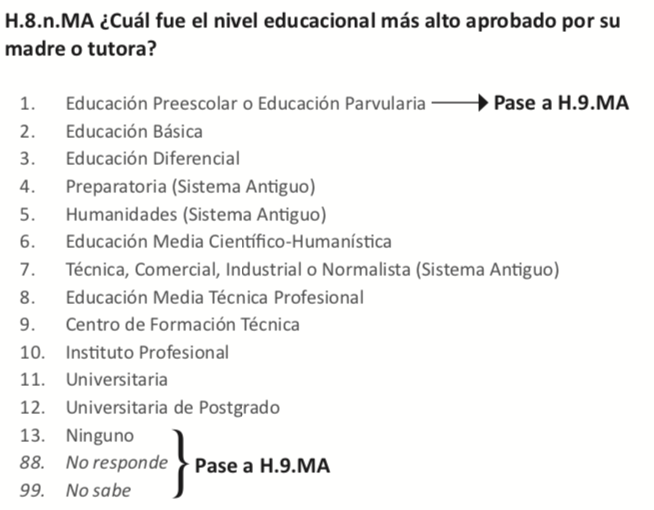 H.8.n.MA ¿Cuál fue el nivel educacional más alto aprobado por su
madre o tutora?
1. Educación Preescolar o Educación Parvularia Pase a H.9.MA
2. Educación Básica
3. Educación Diferencial
4. Preparatoria (Sistema Antiguo)
5. Humanidades (Sistema Antiguo)
6. Educación Media Científico-Humanística
7. Técnica, Comercial, Industrial o Normalista (Sistema Antiguo)
8. Educación Media Técnica Profesional
9. Centro de Formación Técnica
10. Instituto Profesional
11. Universitaria
12. Universitaria de Postgrado
13. Ninguno
88. No responde Pase a H.9.MA
99. No sabe